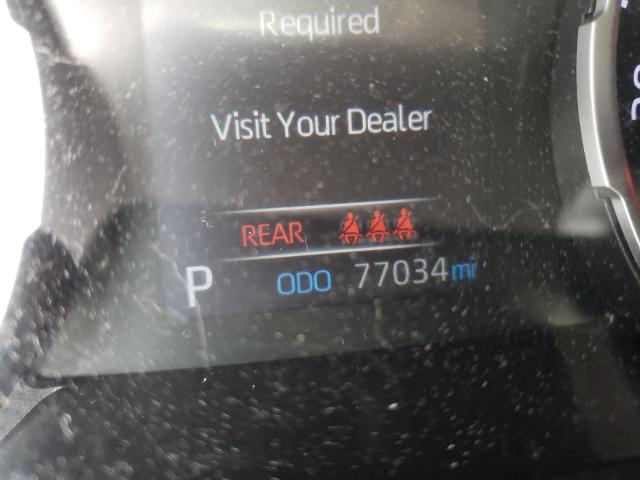 Required
Visit Your Dealer
REAR
P ODO 77034 mi